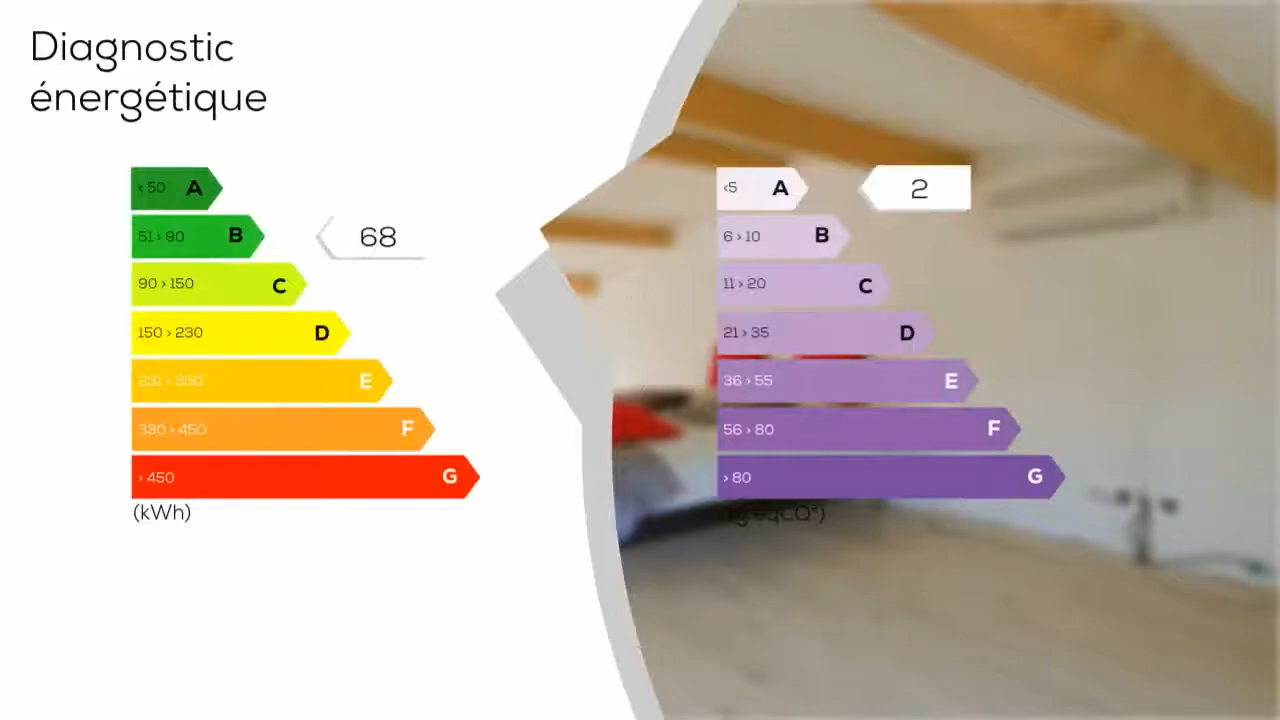 Diagnostic
énergétique
< 50 A
51 > 90 B
68
90 > 150 C
150 > 230 D
231 > 330 E
330 > 450 F
> 450 G
(kWh)
<5 A
2
6 > 10 B
11 > 20 C
21 > 35 D
36 > 55 E
56 > 80 F
> 80 G